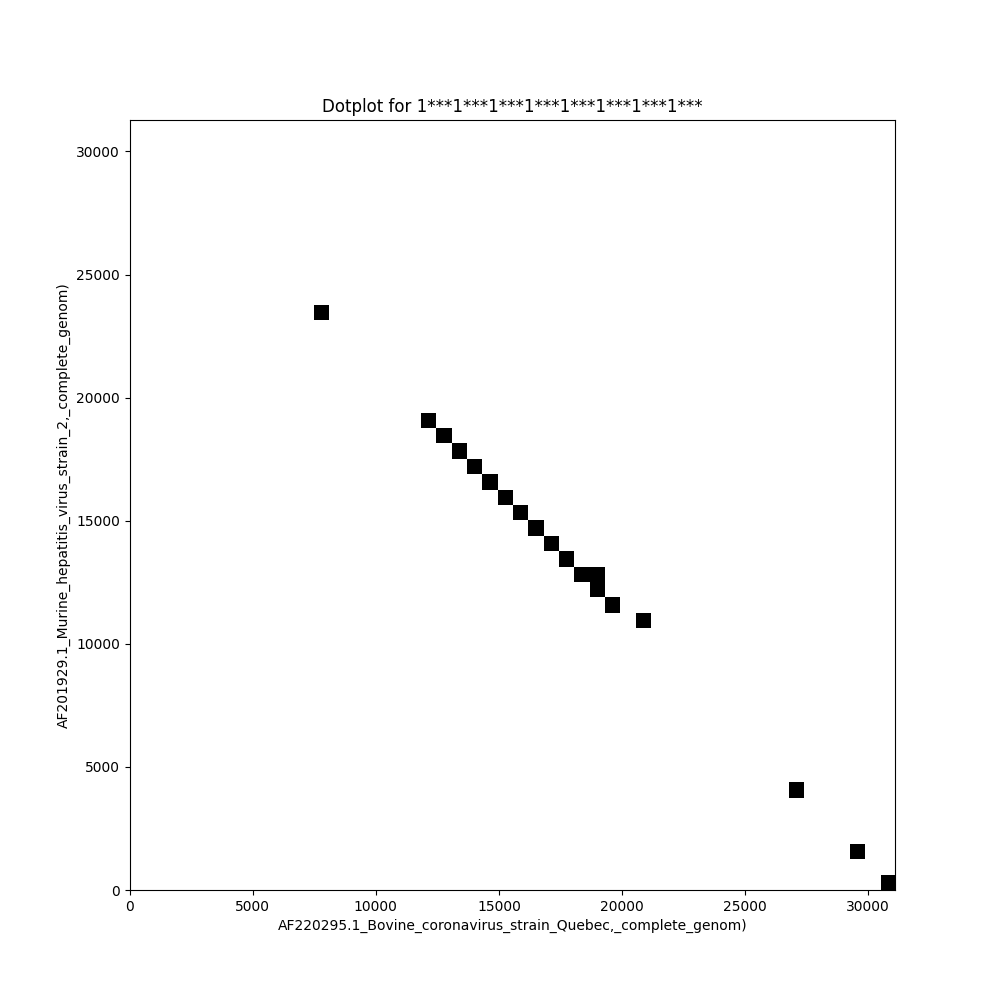 Dotplot for 1***1***1***1***1***1***1***1***
30000
25000
20000
15000
10000
5000
0
AF201929.1_Murine_hepatitis_virus_strain_2,_complete_genom)
0 5000 10000 15000 20000 25000 30000
AF220295.1_Bovine_coronavirus_strain_Quebec,_complete_genom)